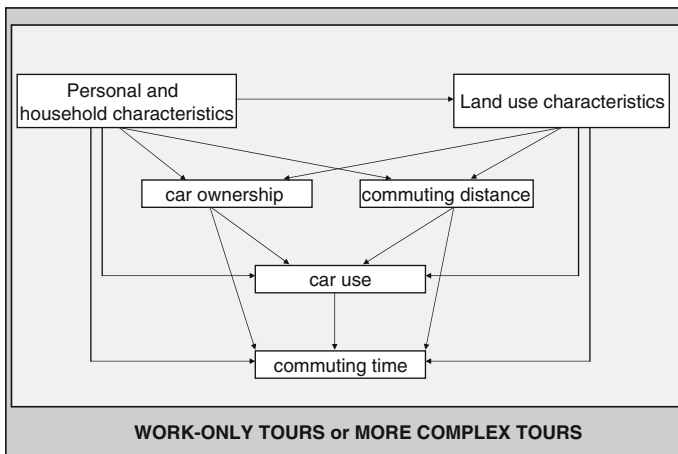 Personal and
household characteristics
Land use characteristics
car ownership
commuting distance
car use
commuting time
WORK-ONLY TOURS or MORE COMPLEX TOURS